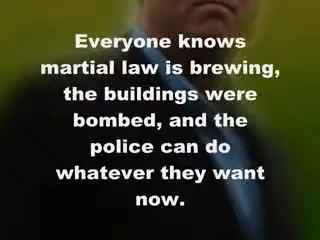 Everyone knows
martial law is brewing,
the buildings were
bombed, and the
police can do
whatever they want
now.